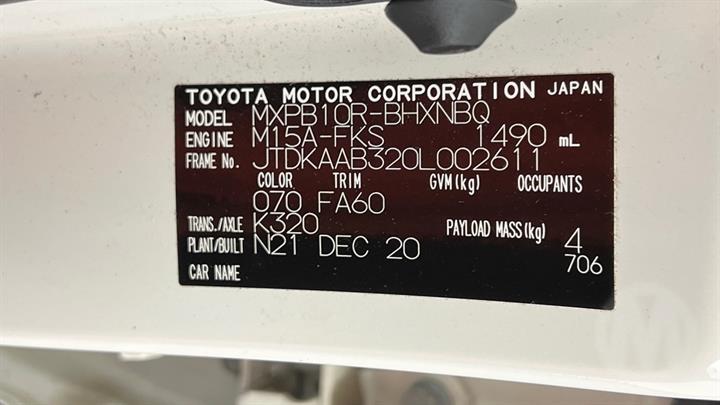 TOYOTA MOTOR CORPORATION JAPAN
MODEL MXPB10R-BHXNBQ
ENGINE M15A-FKS 1490 mL
FRAME No. JTDKAAB320L002611
COLOR TRIM GVM(kg) OCCUPANTS
070 FA60
TRANS./AXLE K320 PAYLOAD MASS(kg) 4
PLANT/BUILT N21 DEC 20 706
CAR NAME